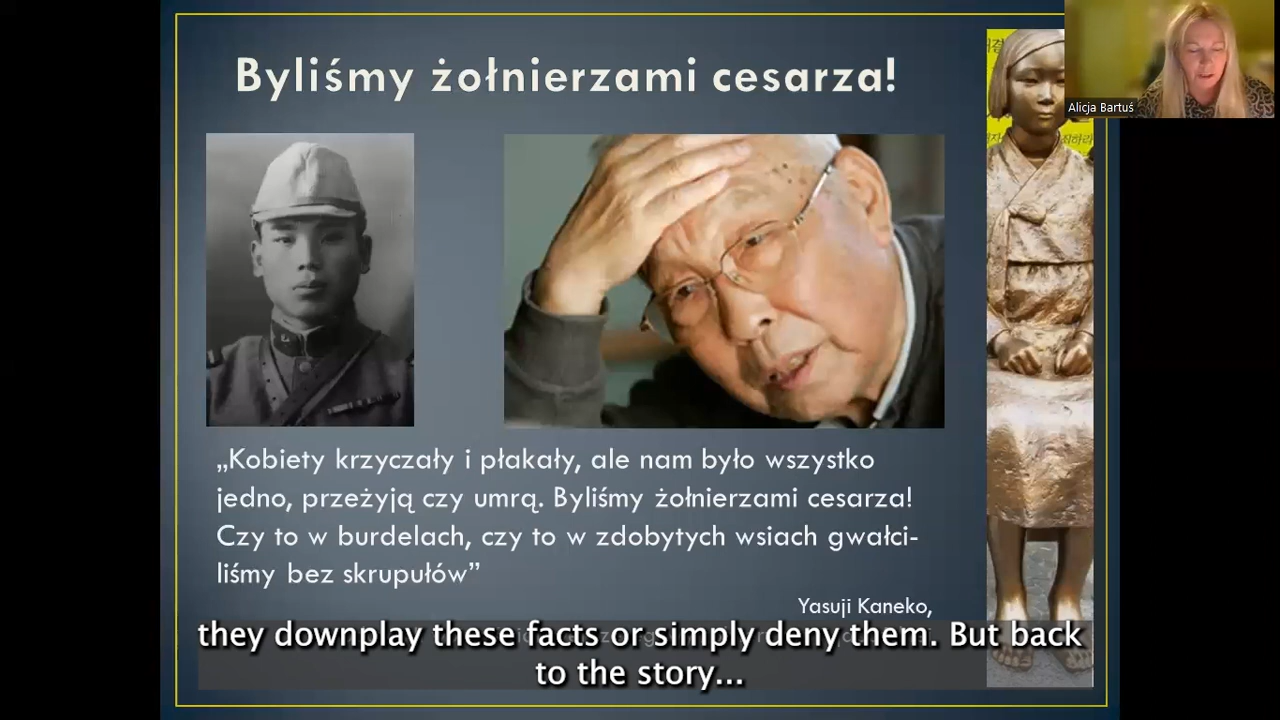 Byliśmy żołnierzami cesarza!
Alicja Bartuś
„Kobiety krzyczały i płakały, ale nam było wszystko
jedno, przeżyją czy umrą. Byliśmy żołnierzami cesarza!
Czy to w burdelach, czy to w zdobytych wsiach gwałci-
liśmy bez skrupułów”
Yasuji Kaneko,
they downplay these facts or simply deny them. But back
to the story...